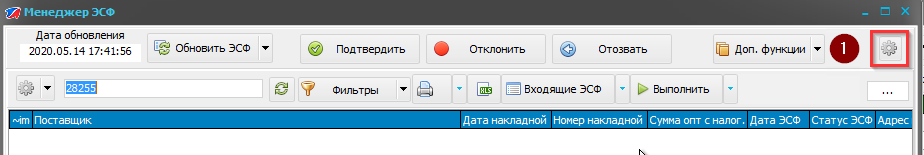 Менеджер ЭСФ
Дата обновления
2020.05.14 17:41:56
Обновить ЭСФ
Подтвердить
Отклонить
Отозвать
Доп. функции
1
28255
Фильтры
XLS
Входящие ЭСФ
Выполнить
...
~im Поставщик Дата накладной Номер накладной Сумма опт с налог. Дата ЭСФ Статус ЭСФ Адрес